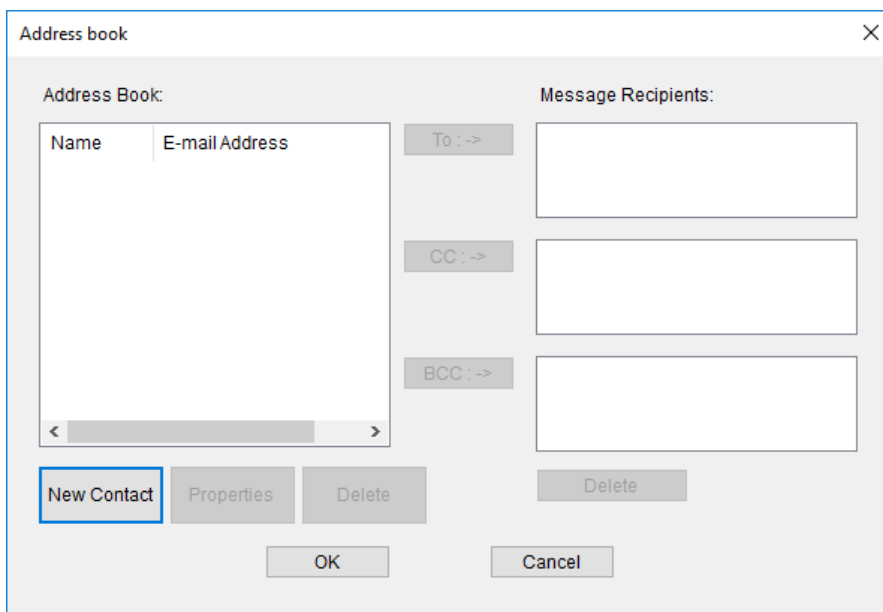 Address book
Address Book:
Message Recipients:
Name E-mail Address
To : ->
CC : ->
BCC : ->
New Contact Properties Delete
Delete
OK Cancel